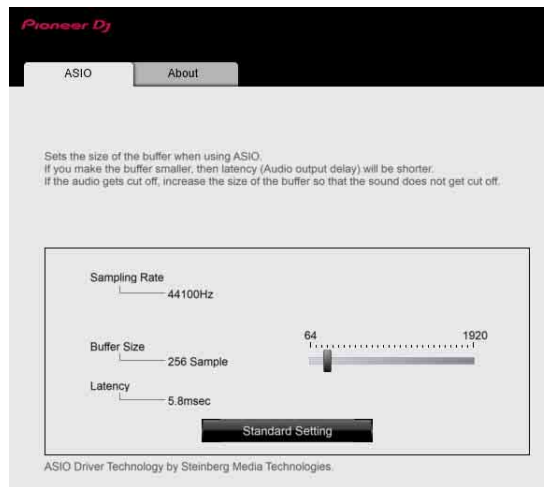 Pioneer Dj
ASIO
About
Sets the size of the buffer when using ASIO.
If you make the buffer smaller, then latency (Audio output delay) will be shorter.
If the audio gets cut off, increase the size of the buffer so that the sound does not get cut off.
Sampling Rate
44100Hz
64 1920
Buffer Size
256 Sample
Latency
5.8msec
Standard Setting
ASIO Driver Technology by Steinberg Media Technologies.